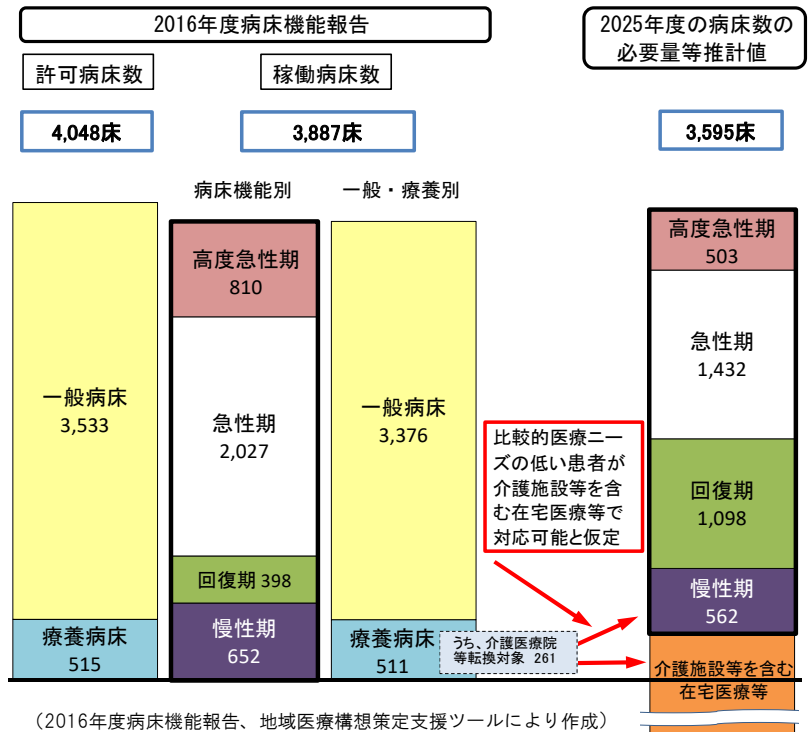 2016年度病床機能報告
2025年度の病床数の
必要量等推計値
許可病床数
稼働病床数
4,048床
3,887床
3,595床
病床機能別
一般・療養別
一般病床
3,533
療養病床
515
高度急性期
810
急性期
2,027
回復期 398
慢性期
652
一般病床
3,376
療養病床
511
うち、介護医療院
等転換対象 261
比較的医療ニー
ズの低い患者が
介護施設等を含
む在宅医療等で
対応可能と仮定
高度急性期
503
急性期
1,432
回復期
1,098
慢性期
562
介護施設等を含む
在宅医療等
（2016年度病床機能報告、地域医療構想策定支援ツールにより作成）